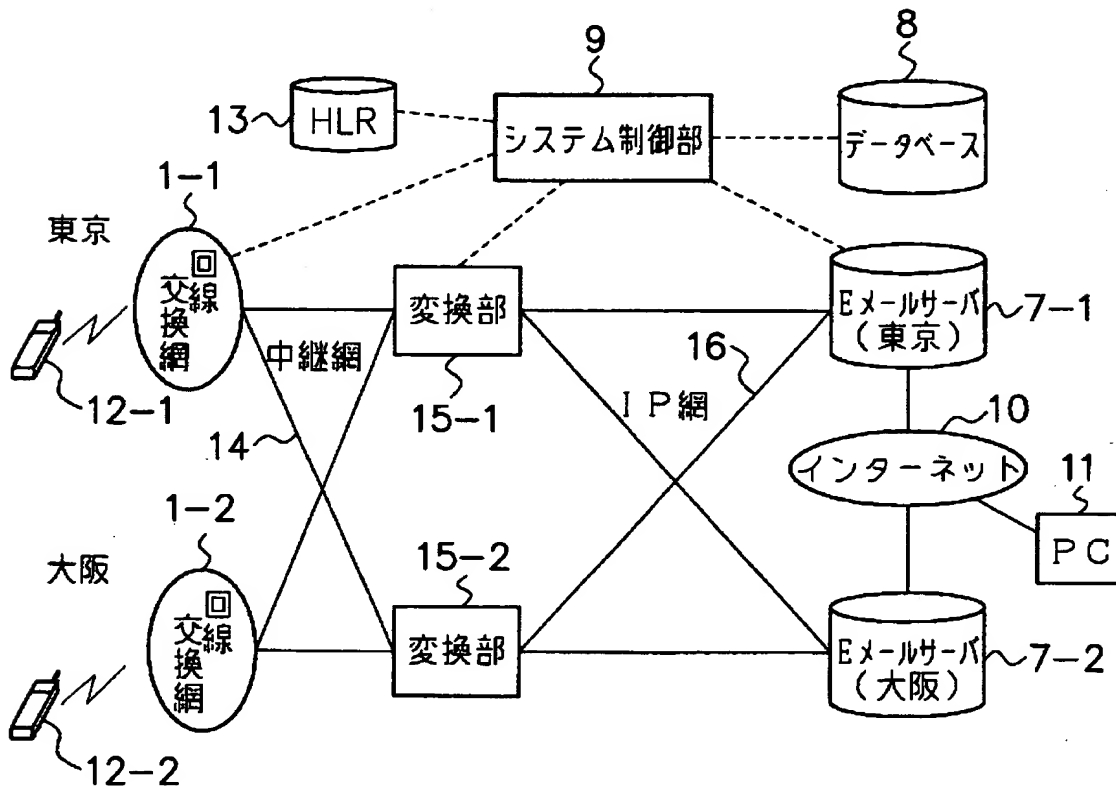 9
8
13
HLR
システム制御部
データベース
1-1
東京
回線
交換網
変換部
Eメールサーバ
(東京)
7-1
12-1
中継網
15-1
16
IP網
14
10
インターネット
11
PC
1-2
大阪
15-2
回線
交換網
変換部
Eメールサーバ
(大阪)
7-2
12-2